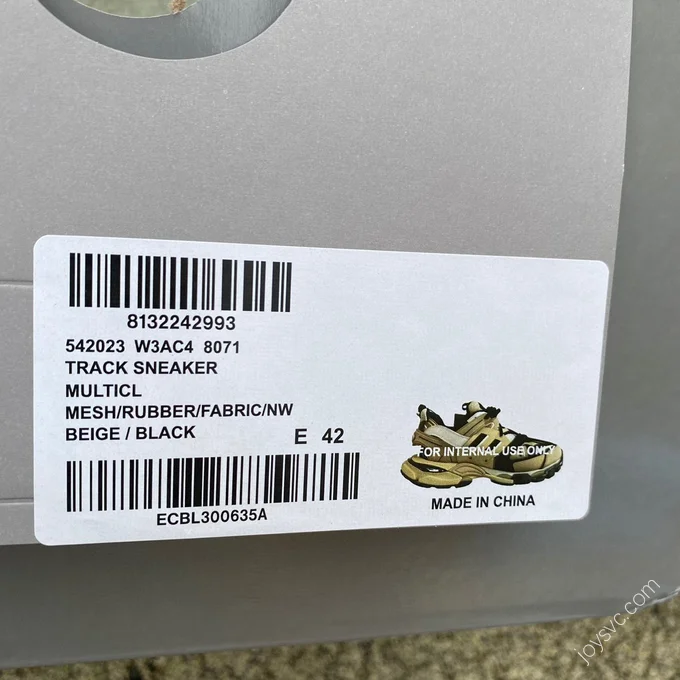 8132242993
542023 W3AC4 8071
TRACK SNEAKER
MULTICL
MESH/RUBBER/FABRIC/NW
BEIGE / BLACK E 42
FOR INTERNAL USE ONLY
ECBL300635A
MADE IN CHINA
joysvc.com